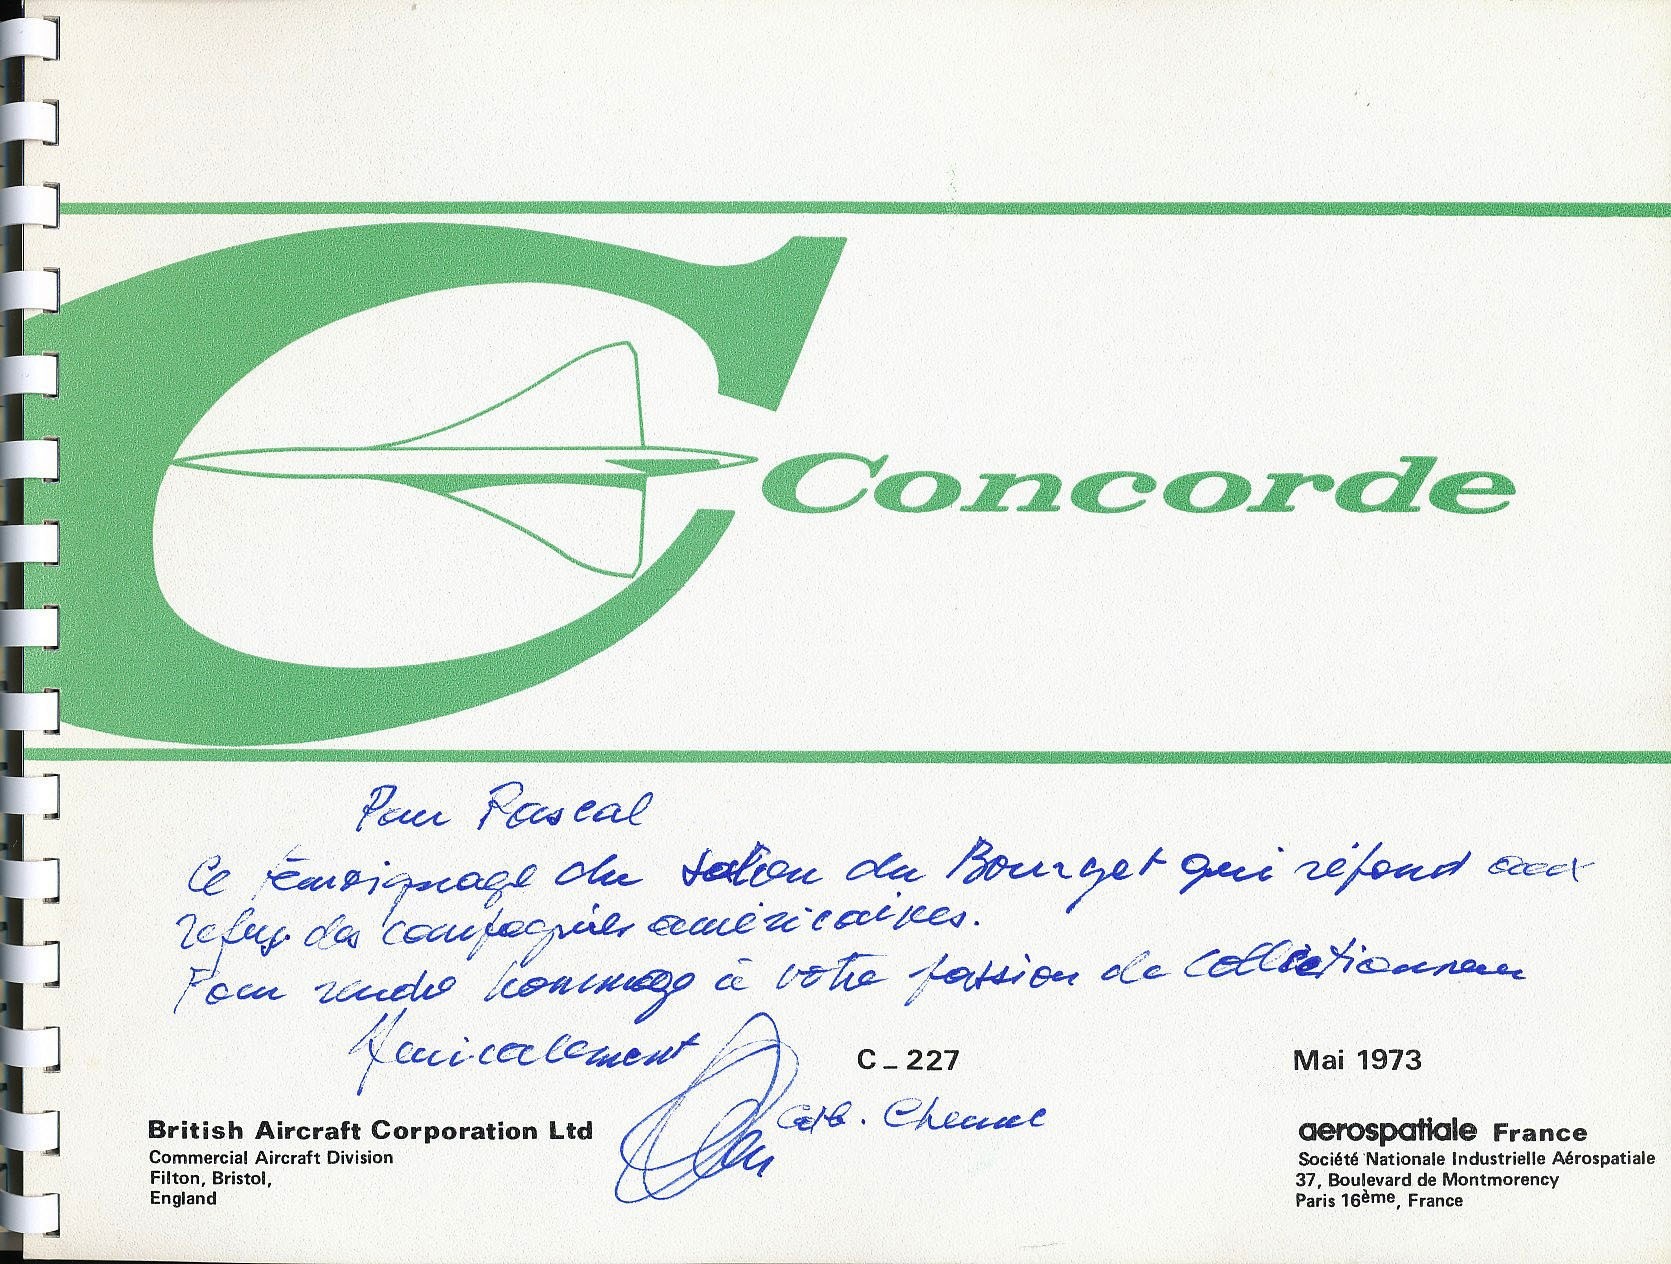 Concorde
Pour Pascal
Ce témoignage du salon du Bourget qui répond aux
refus des compagnies américaines.
Pour rendre hommage à votre passion de collectionneur
Amicalement
C_227
Mai 1973
Chemel
British Aircraft Corporation Ltd
Commercial Aircraft Division
Filton, Bristol,
England
aerospatiale France
Société Nationale Industrielle Aérospatiale
37, Boulevard de Montmorency
Paris 16ème, France